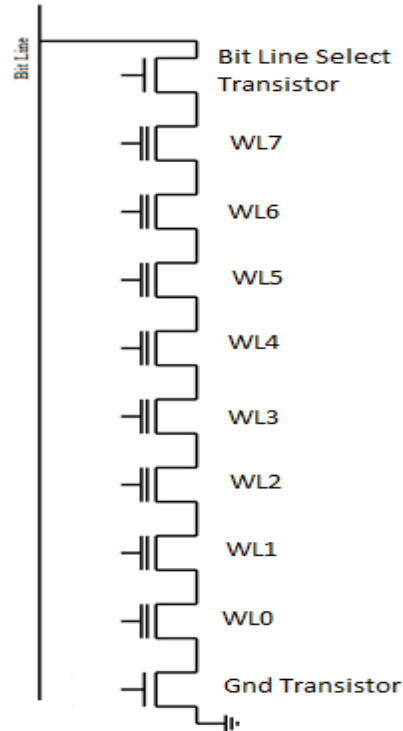 Bit Line
Bit Line Select
Transistor
WL7
WL6
WL5
WL4
WL3
WL2
WL1
WL0
Gnd Transistor